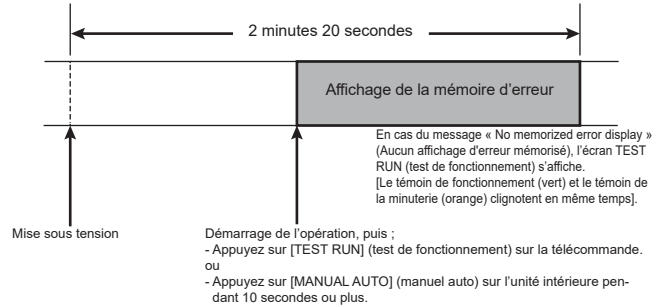 2 minutes 20 secondes
Affichage de la mémoire d'erreur
En cas du message « No memorized error display »
(Aucun affichage d'erreur mémorisé), l'écran TEST
RUN (test de fonctionnement) s'affiche.
[Le témoin de fonctionnement (vert) et le témoin de
la minuterie (orange) clignotent en même temps].
Mise sous tension
Démarrage de l'opération, puis ;
- Appuyez sur [TEST RUN] (test de fonctionnement) sur la télécommande.
ou
- Appuyez sur [MANUAL AUTO] (manuel auto) sur l'unité intérieure pen-
dant 10 secondes ou plus.